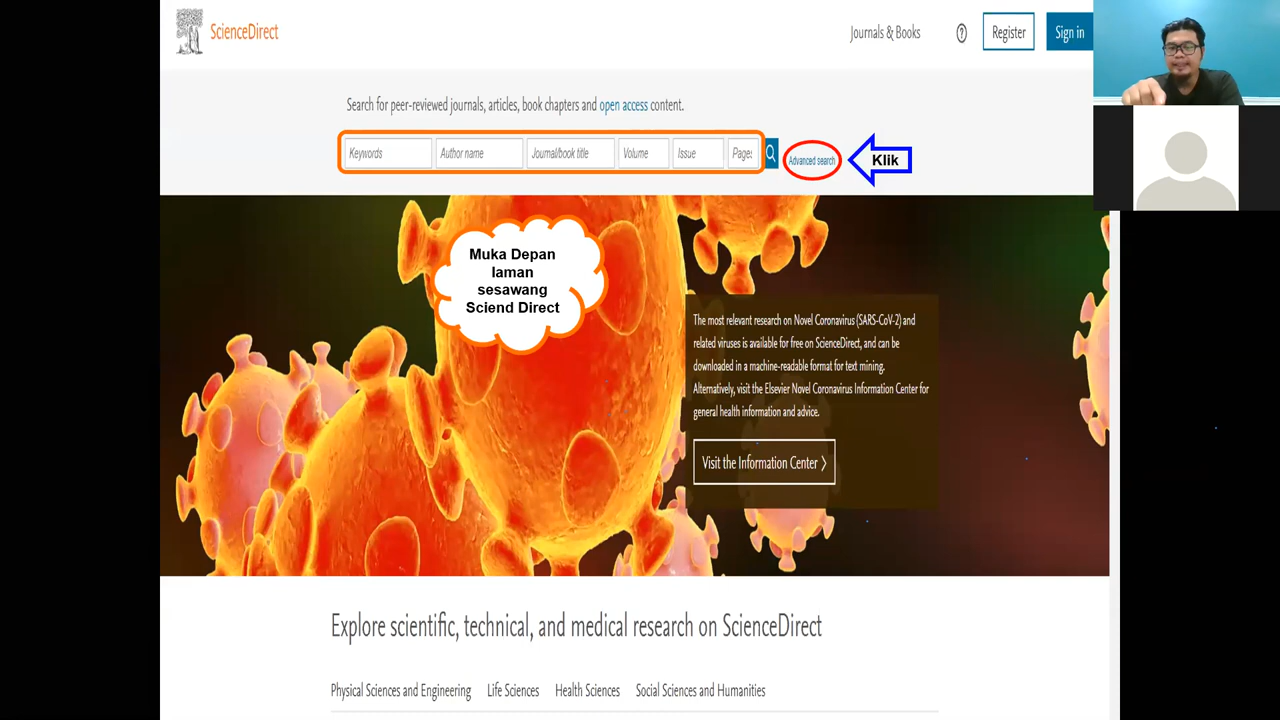 ScienceDirect
Journals & Books
?
Register
Sign in
Search for peer-reviewed journals, articles, book chapters and open access content.
Keywords
Author name
Journal/book title
Volume
Issue
Advanced search
Klik
Muka Depan
laman
sesawang
Sciend Direct
The most relevant research on Novel Coronavirus (SARS-CoV-2) and
related viruses is available for free on ScienceDirect, and can be
downloaded in a machine-readable format for text mining.
Alternatively, visit the Elsevier Novel Coronavirus Information Center for
general health information and advice.
Visit the Information Center >
Explore scientific, technical, and medical research on ScienceDirect
Physical Sciences and Engineering
Life Sciences
Health Sciences
Social Sciences and Humanities